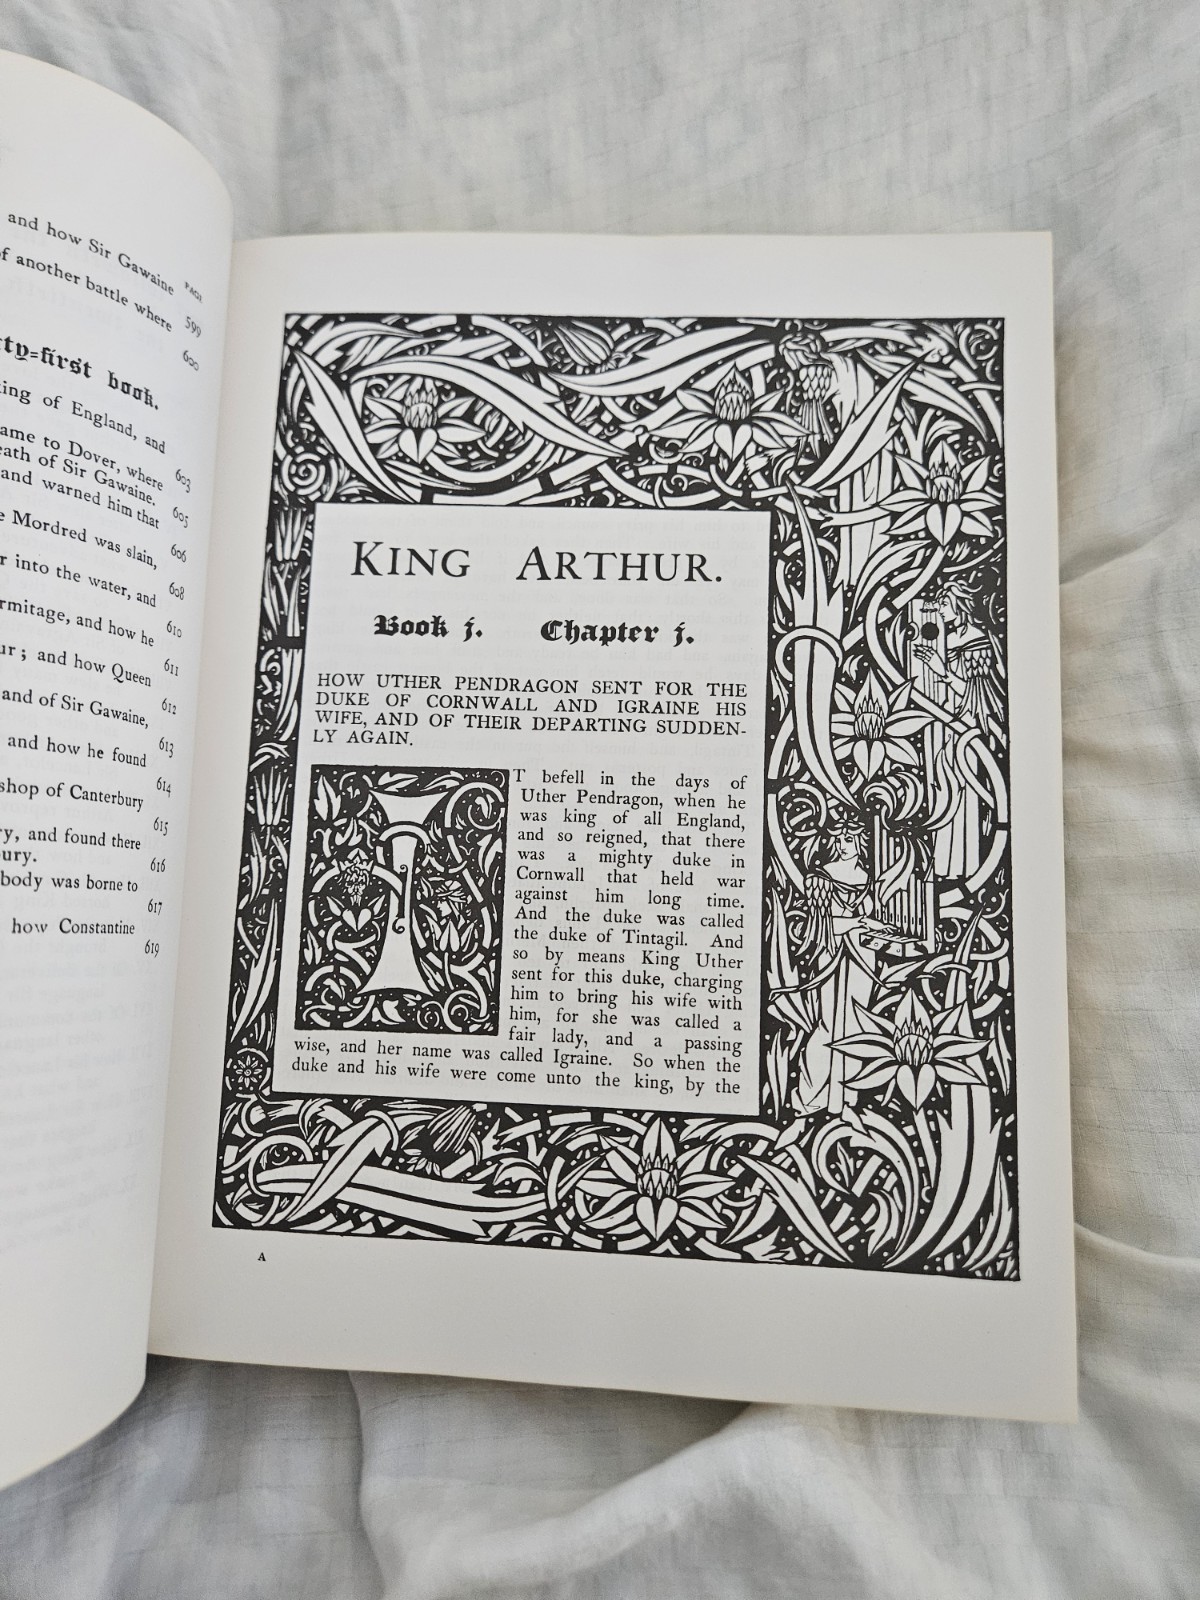 and how Sir Gawaine
PAGE
599
of another battle where
600
ty-first book.
king of England, and
603
ame to Dover, where
eath of Sir Gawaine.
605
and warned him that
606
e Mordred was slain,
608
r into the water, and
610
rmitage, and how he
611
ur; and how Queen
612
and of Sir Gawaine,
613
and how he found
614
shop of Canterbury
615
ry, and found there
616
bury.
body was borne to
617
how Constantine
619
KING ARTHUR.
Book j. Chapter j.
HOW UTHER PENDRAGON SENT FOR THE
DUKE OF CORNWALL AND IGRAINE HIS
WIFE, AND OF THEIR DEPARTING SUDDEN-
LY AGAIN.
IT befell in the days of
Uther Pendragon, when he
was king of all England,
and so reigned, that there
was a mighty duke in
Cornwall that held war
against him long time.
And the duke was called
the duke of Tintagil. And
so by means King Uther
sent for this duke, charging
him to bring his wife with
him, for she was called a
fair lady, and a passing
wise, and her name was called Igraine. So when the
duke and his wife were come unto the king, by the
A